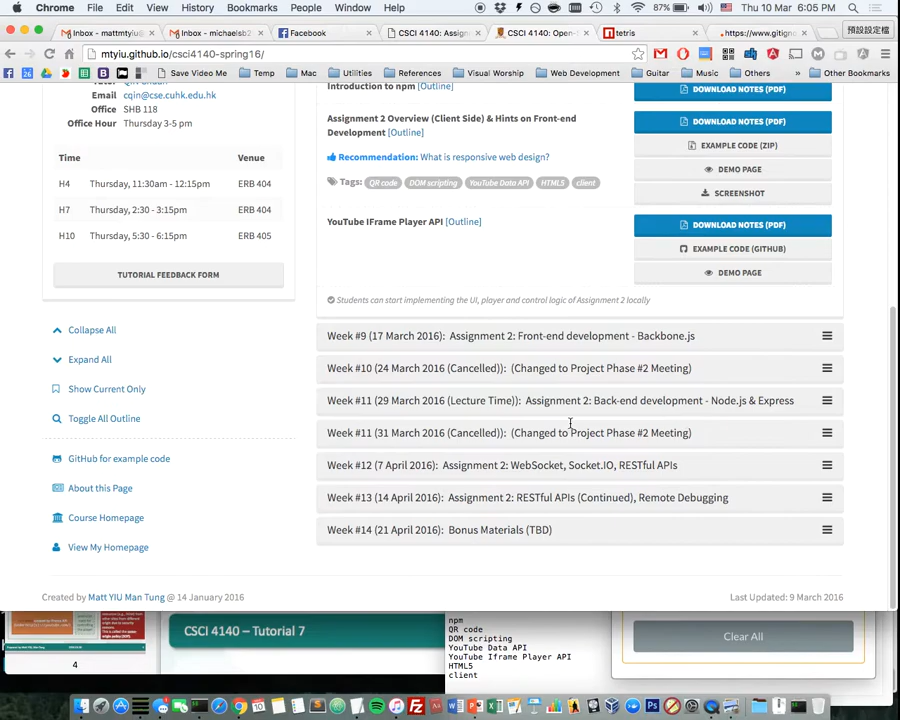 Chrome File Edit View History Bookmarks People Window Help 87% Thu 10 Mar 6:05 PM
Inbox - mattmtyiu@ Inbox - michaelsb2 Facebook CSCI 4140: Assign CSCI 4140: Open- tetris https://www.gitign 預設設定檔
mtyiu.github.io/csci4140-spring16/
Save Video Me Temp Mac Utilities References Visual Worship Web Development Guitar Music Others » Other Bookmarks
Email cqin@cse.cuhk.edu.hk
Office SHB 118
Office Hour Thursday 3-5 pm
Time Venue
H4 Thursday, 11:30am - 12:15pm ERB 404
H7 Thursday, 2:30 - 3:15pm ERB 404
H10 Thursday, 5:30 - 6:15pm ERB 405
TUTORIAL FEEDBACK FORM
Collapse All
Expand All
Show Current Only
Toggle All Outline
GitHub for example code
About this Page
Course Homepage
View My Homepage
Introduction to npm [Outline]
DOWNLOAD NOTES (PDF)
Assignment 2 Overview (Client Side) & Hints on Front-end
Development [Outline]
Recommendation: What is responsive web design?
Tags: QR code DOM scripting YouTube Data API HTML5 client
DOWNLOAD NOTES (PDF)
EXAMPLE CODE (ZIP)
DEMO PAGE
SCREENSHOT
YouTube IFrame Player API [Outline]
DOWNLOAD NOTES (PDF)
EXAMPLE CODE (GITHUB)
DEMO PAGE
Students can start implementing the UI, player and control logic of Assignment 2 locally
Week #9 (17 March 2016): Assignment 2: Front-end development - Backbone.js
Week #10 (24 March 2016 (Cancelled)): (Changed to Project Phase #2 Meeting)
Week #11 (29 March 2016 (Lecture Time)): Assignment 2: Back-end development - Node.js & Express
Week #11 (31 March 2016 (Cancelled)): (Changed to Project Phase #2 Meeting)
Week #12 (7 April 2016): Assignment 2: WebSocket, Socket.IO, RESTful APIs
Week #13 (14 April 2016): Assignment 2: RESTful APIs (Continued), Remote Debugging
Week #14 (21 April 2016): Bonus Materials (TBD)
Created by Matt YIU Man Tung @ 14 January 2016
Last Updated: 9 March 2016
4
CSCI 4140 – Tutorial 7
npm
QR code
DOM scripting
YouTube Data API
YouTube Iframe Player API
HTML5
client
Clear All